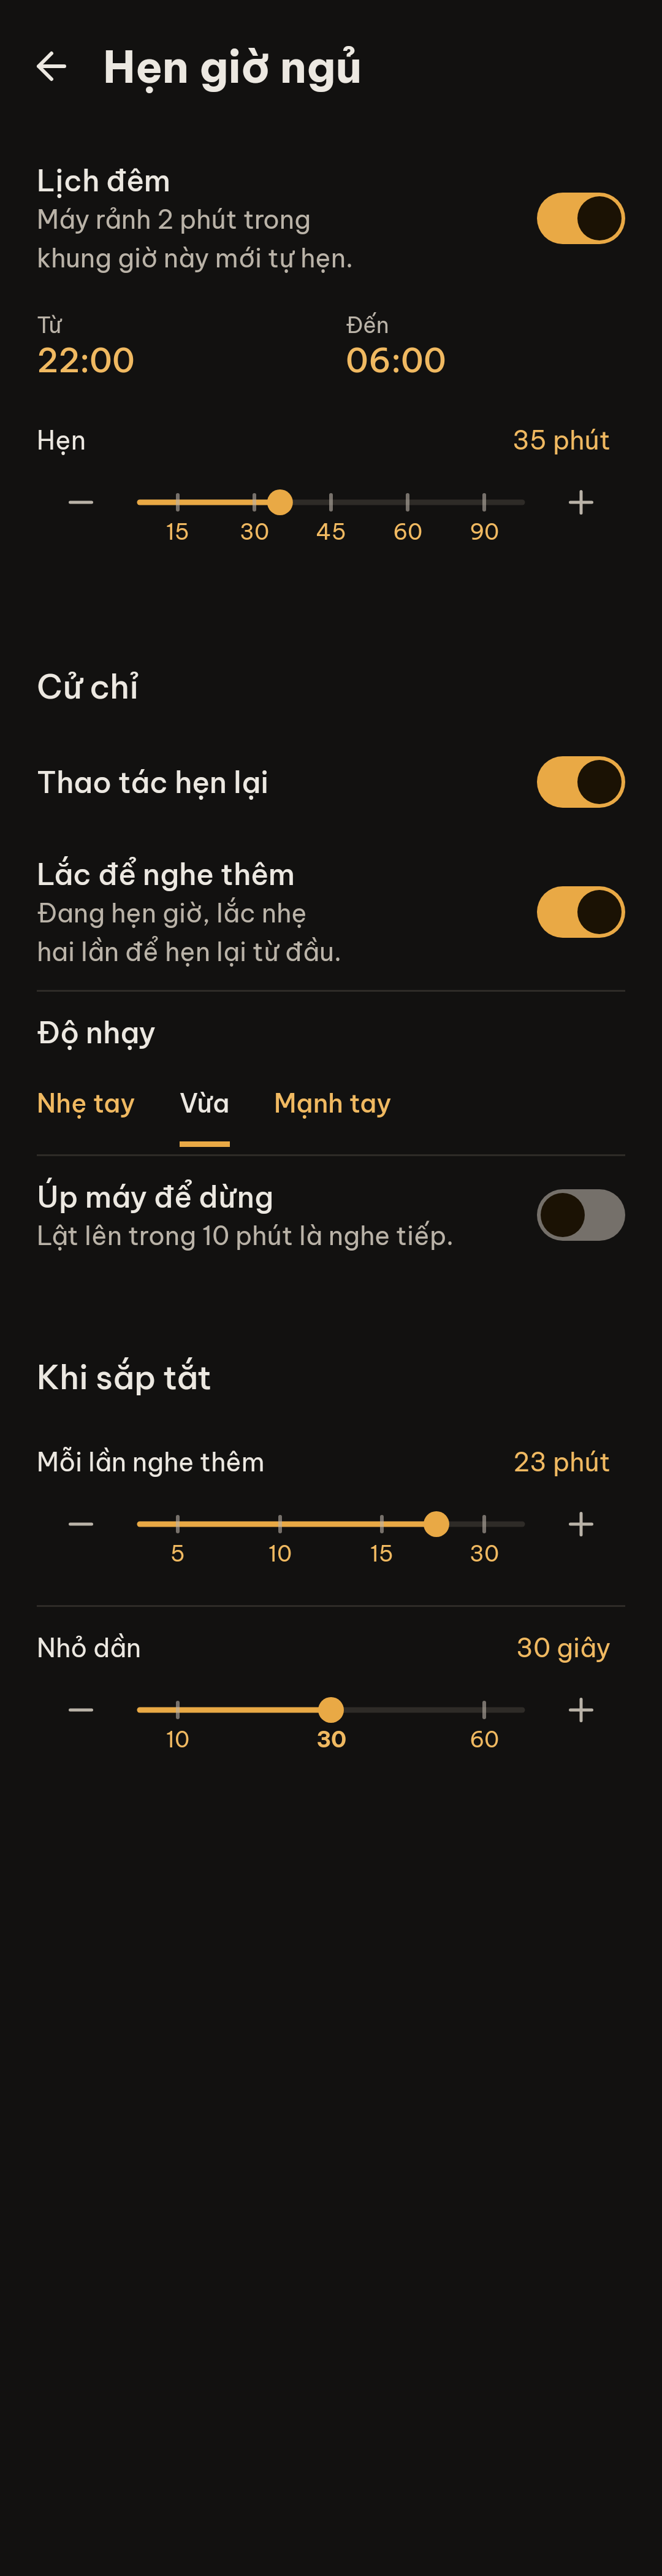 Hẹn giờ ngủ
Lịch đêm
Máy rảnh 2 phút trong
khung giờ này mới tự hẹn.
Từ
Đến
22:00
06:00
Hẹn
35 phút
15 30 45 60 90
Cử chỉ
Thao tác hẹn lại
Lắc để nghe thêm
Đang hẹn giờ, lắc nhẹ
hai lần để hẹn lại từ đầu.
Độ nhạy
Nhẹ tay Vừa Mạnh tay
Úp máy để dừng
Lật lên trong 10 phút là nghe tiếp.
Khi sắp tắt
Mỗi lần nghe thêm
23 phút
5 10 15 30
Nhỏ dần
30 giây
10 30 60